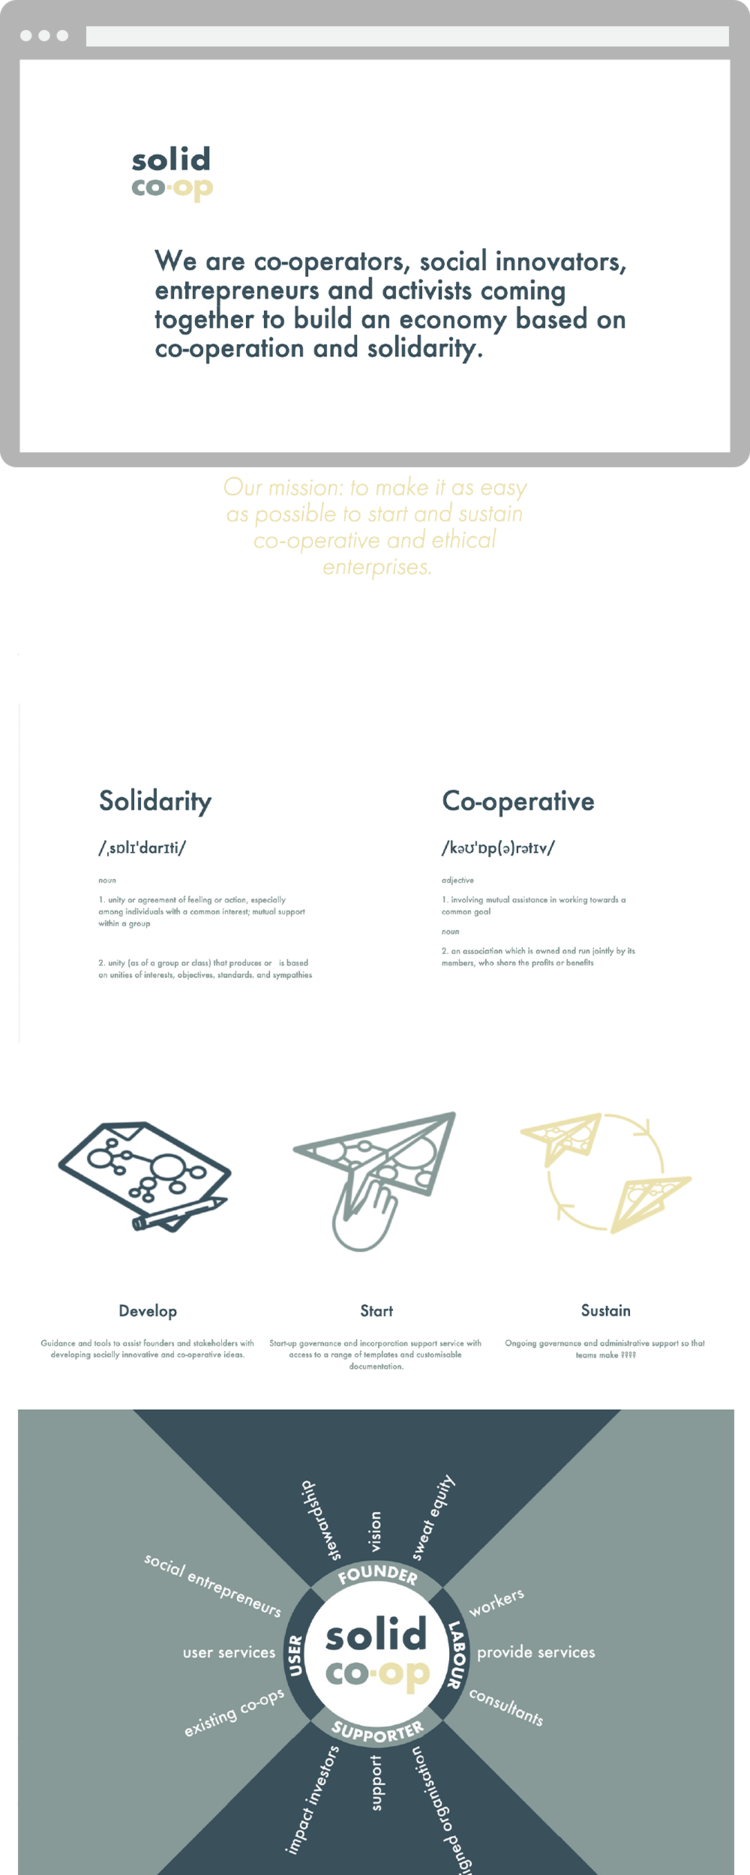 solid
co·op
We are co-operators, social innovators,
entrepreneurs and activists coming
together to build an economy based on
co-operation and solidarity.
Our mission: to make it as easy
as possible to start and sustain
co-operative and ethical
enterprises.
Solidarity
/ˌsɒlɪˈdarɪti/
noun
1. unity or agreement of feeling or action, especially
among individuals with a common interest; mutual support
within a group
2. unity (as of a group or class) that produces or is based
on unities of interests, objectives, standards. and sympathies
Co-operative
/kəʊˈɒp(ə)rətɪv/
adjective
1. involving mutual assistance in working towards a
common goal
noun
2. an association which is owned and run jointly by its
members, who share the profits or benefits
Develop
Guidance and tools to assist founders and stakeholders with
developing socially innovative and co-operative ideas.
Start
Start-up governance and incorporation support service with
access to a range of templates and customisable
documentation.
Sustain
Ongoing governance and administrative support so that
teams make ????
stewardship
vision
sweat equity
FOUNDER
social entrepreneurs
user services
existing co-ops
USER
solid
co·op
LABOUR
workers
provide services
consultants
SUPPORTER
impact investors
support
organisation